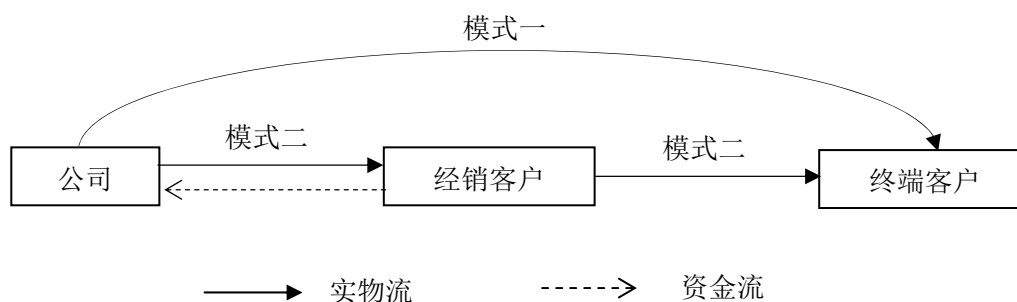 模式一
模式二
模式二
公司
经销客户
终端客户
实物流
资金流